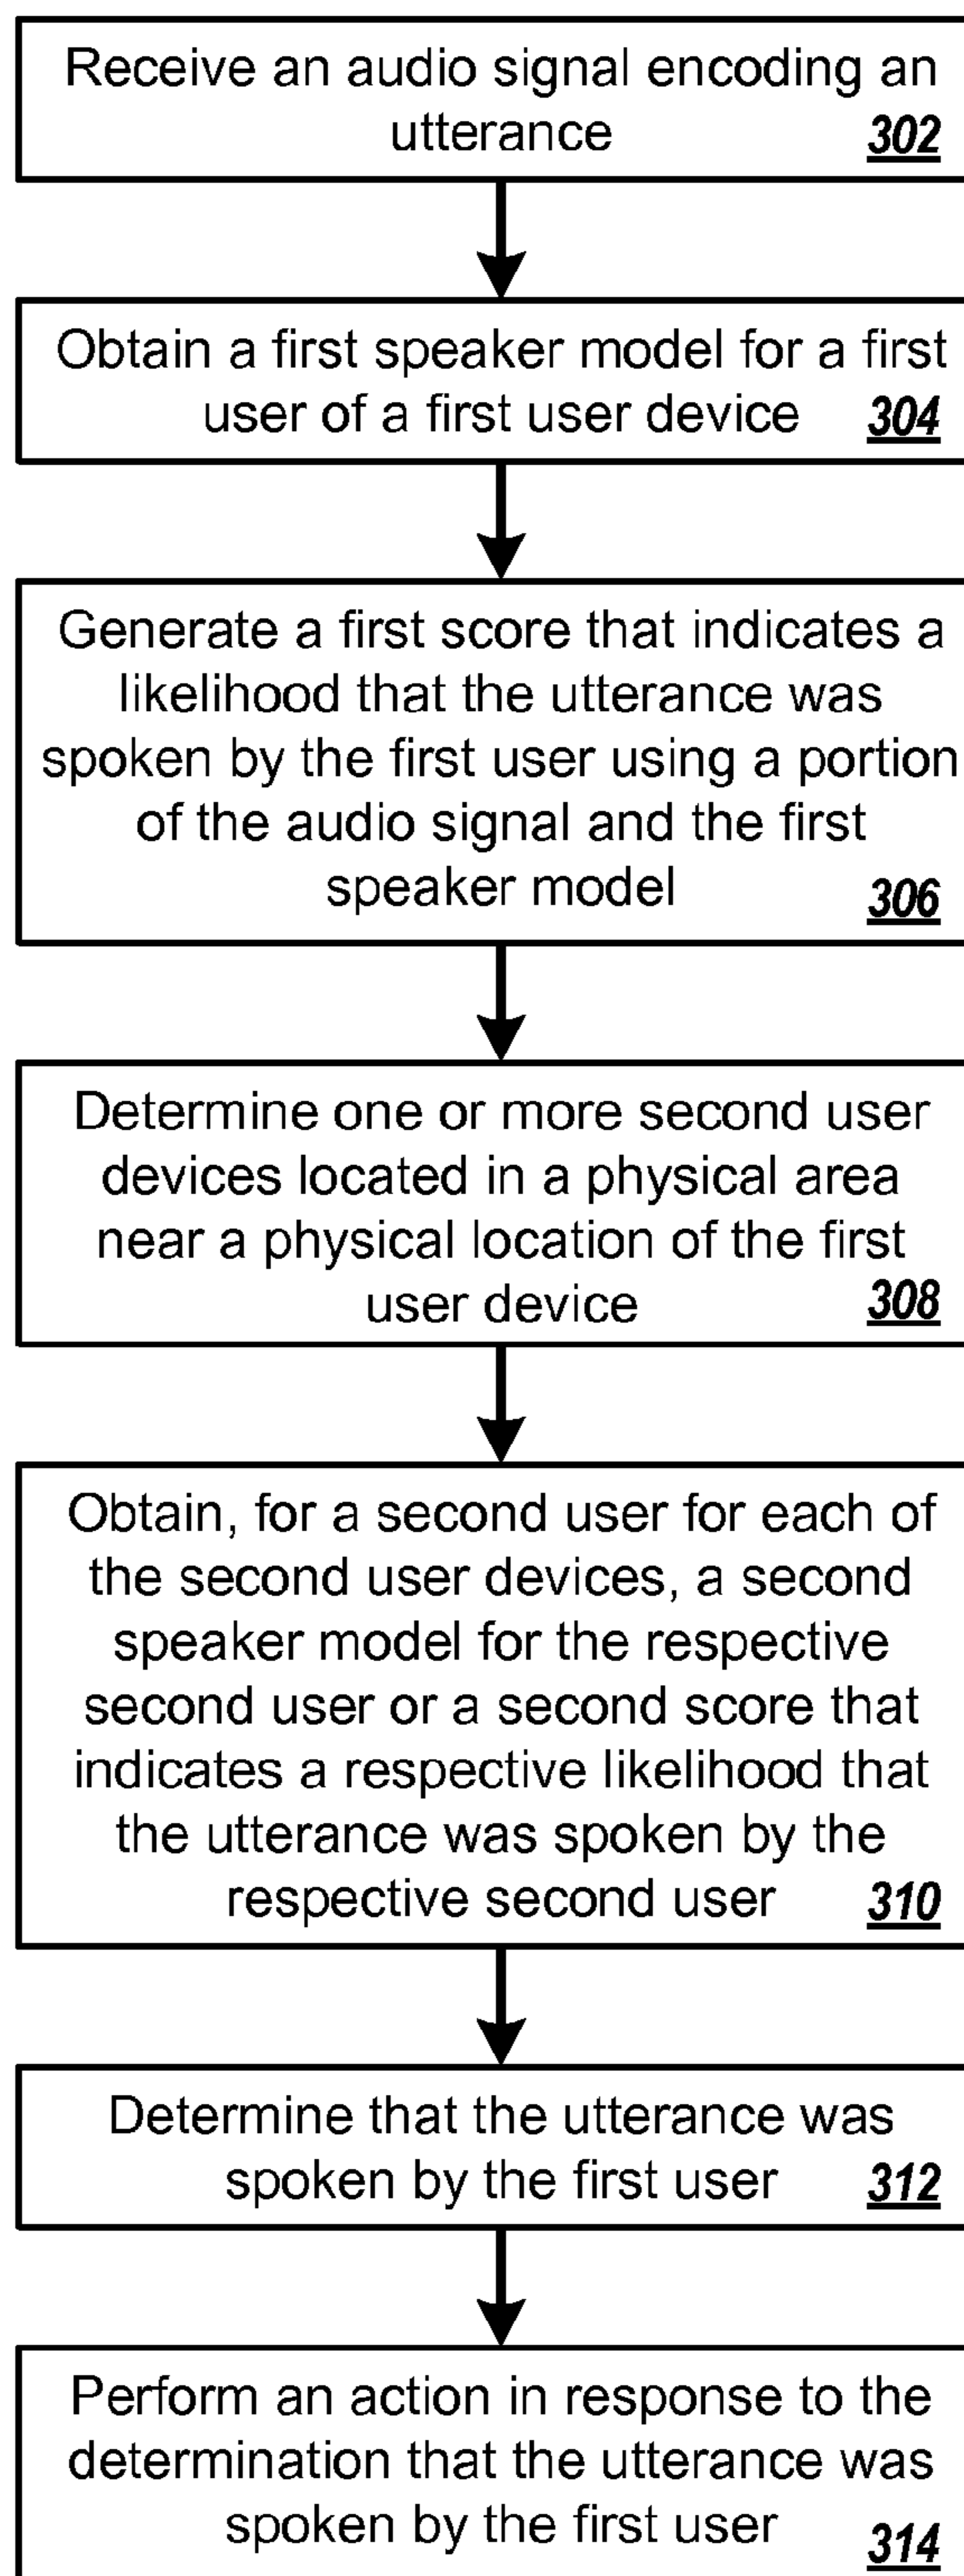 Receive an audio signal encoding an
utterance 302
Obtain a first speaker model for a first
user of a first user device 304
Generate a first score that indicates a
likelihood that the utterance was
spoken by the first user using a portion
of the audio signal and the first
speaker model 306
Determine one or more second user
devices located in a physical area
near a physical location of the first
user device 308
Obtain, for a second user for each of
the second user devices, a second
speaker model for the respective
second user or a second score that
indicates a respective likelihood that
the utterance was spoken by the
respective second user 310
Determine that the utterance was
spoken by the first user 312
Perform an action in response to the
determination that the utterance was
spoken by the first user 314